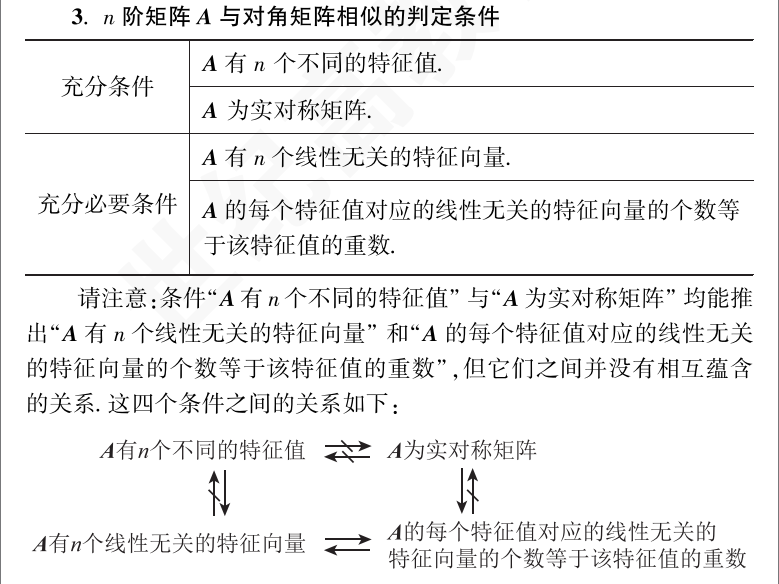 3. n 阶矩阵 A 与对角矩阵相似的判定条件
充分条件
A 有 n 个不同的特征值.
A 为实对称矩阵.
充分必要条件
A 有 n 个线性无关的特征向量.
A 的每个特征值对应的线性无关的特征向量的个数等
于该特征值的重数.
请注意:条件“A 有 n 个不同的特征值”与“A 为实对称矩阵”均能推
出“A 有 n 个线性无关的特征向量”和“A 的每个特征值对应的线性无关
的特征向量的个数等于该特征值的重数”,但它们之间并没有相互蕴含
的关系. 这四个条件之间的关系如下:
A有n个不同的特征值
A为实对称矩阵
A有n个线性无关的特征向量
A的每个特征值对应的线性无关的
特征向量的个数等于该特征值的重数